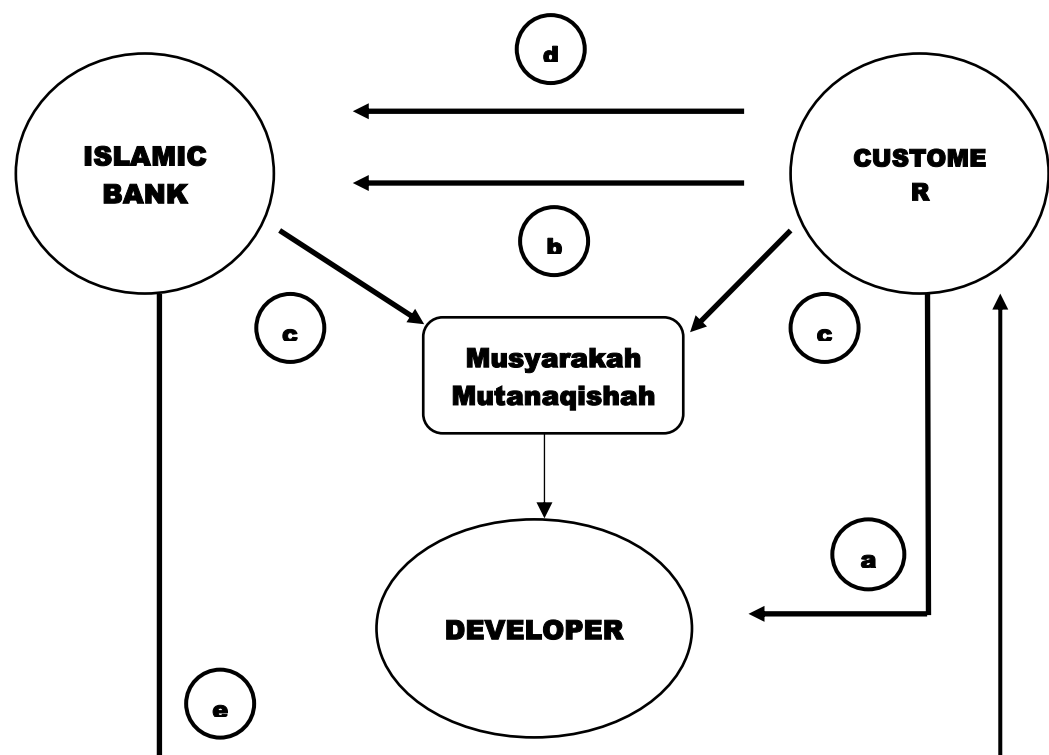 d
ISLAMIC
BANK
CUSTOME
R
b
c
c
Musyarakah
Mutanaqishah
a
DEVELOPER
e